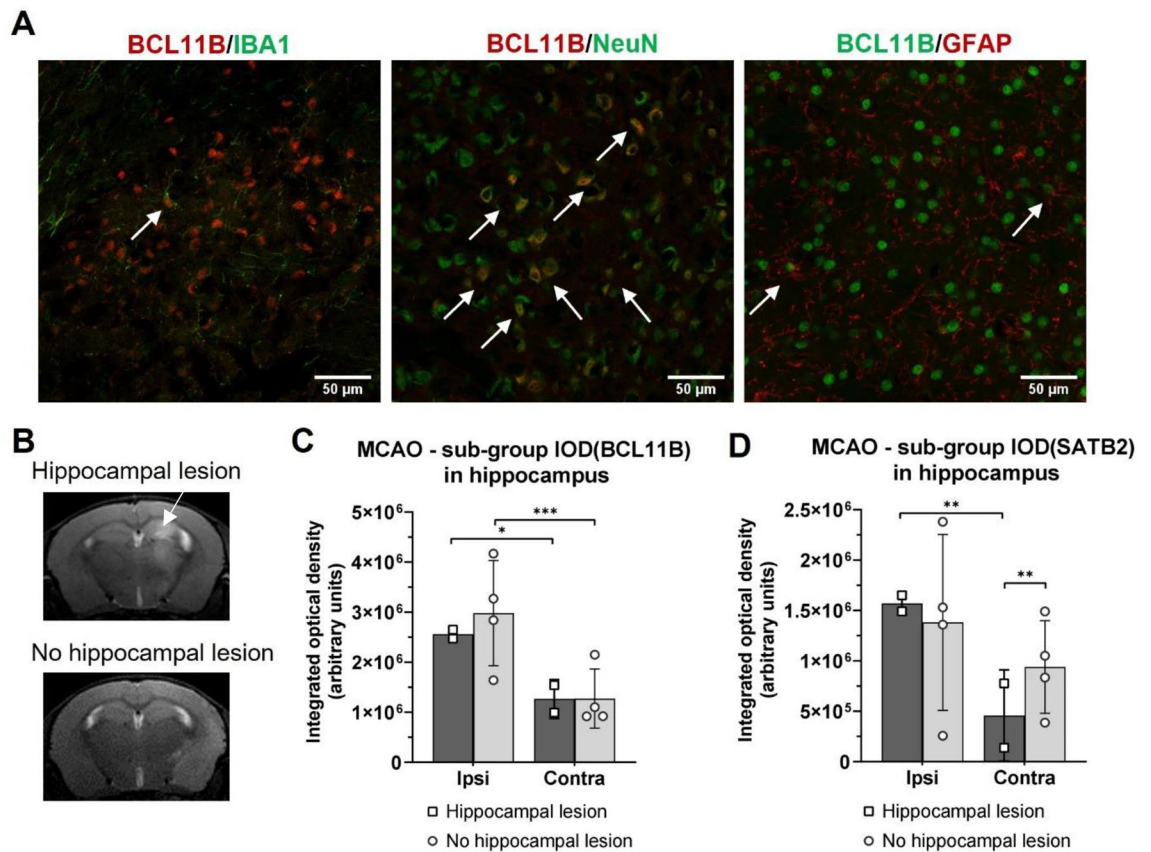 A
BCL11B/IBA1
BCL11B/NeuN
BCL11B/GFAP
50 µm
50 µm
50 µm
B
Hippocampal lesion
No hippocampal lesion
C
MCAO - sub-group IOD(BCL11B)
in hippocampus
Integrated optical density
(arbitrary units)
5×10⁶
4×10⁶
3×10⁶
2×10⁶
1×10⁶
0
*
***
Ipsi
Contra
Hippocampal lesion
No hippocampal lesion
D
MCAO - sub-group IOD(SATB2)
in hippocampus
Integrated optical density
(arbitrary units)
2.5×10⁶
2×10⁶
1.5×10⁶
1×10⁶
5×10⁵
0
**
**
Ipsi
Contra
Hippocampal lesion
No hippocampal lesion